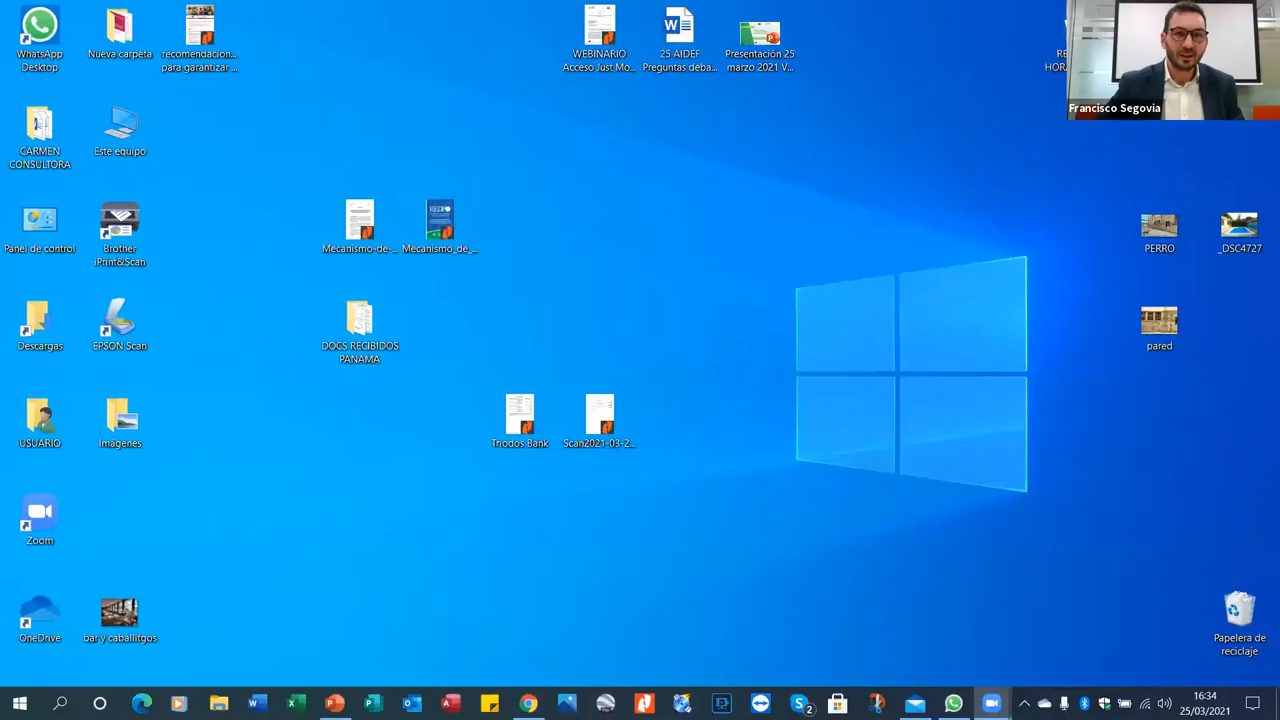 WhatsApp
Desktop
Nueva carpeta
recomendacion...
para garantizar ...
WEBINARIO
Acceso Just Mo...
25 AIDEF
Preguntas deba...
Presentación 25
marzo 2021 V...
HOR
Francisco Segovia
CARMEN
CONSULTORA
Este equipo
Panel de control
Brother
iPrint&Scan
Mecanismo-de-...
Mecanismo_de_...
PERRO
_DSC4727
Descargas
EPSON Scan
DOCS RECIBIDOS
PANAMA
pared
USUARIO
Imágenes
Triodos Bank
Scan2021-03-2...
Zoom
OneDrive
bar y caballitgos
Papelera de
reciclaje
16:34
25/03/2021